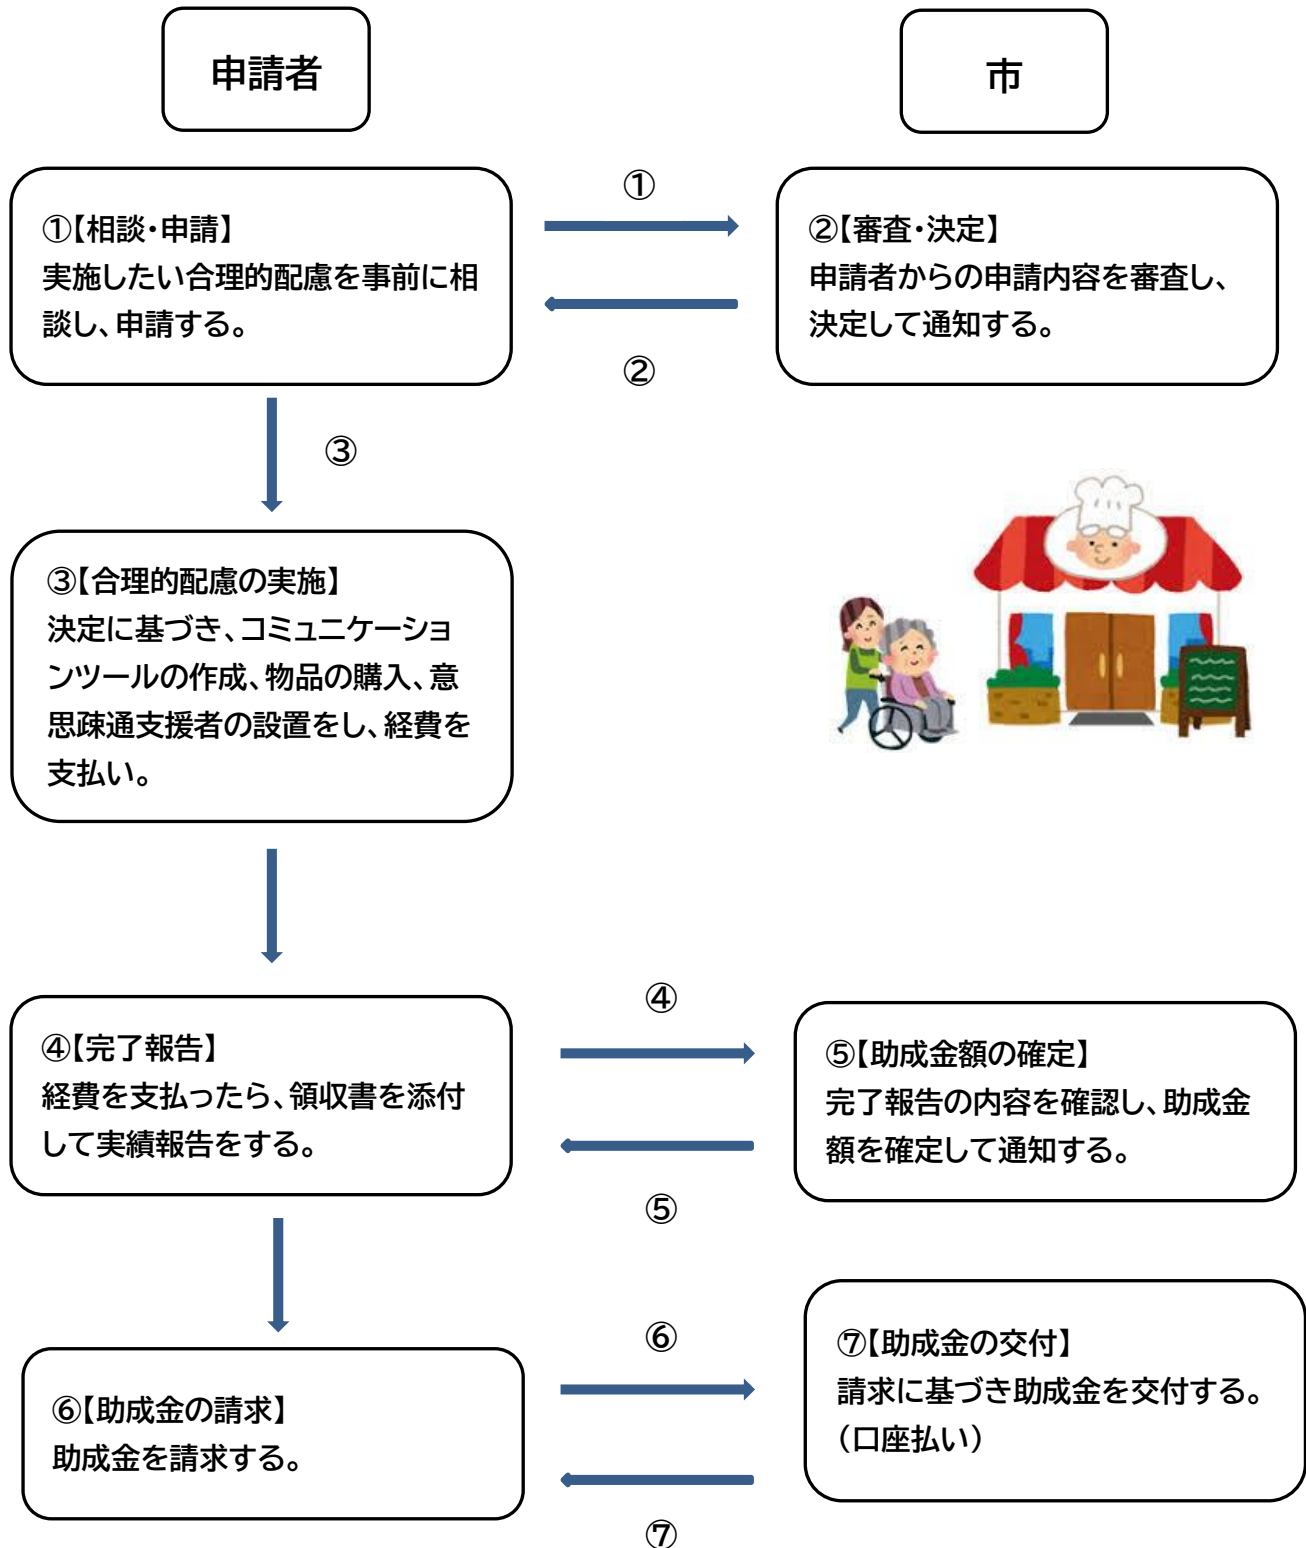 申請者
市
①【相談・申請】
実施したい合理的配慮を事前に相
談し、申請する。
①
②
②【審査・決定】
申請者からの申請内容を審査し、
決定して通知する。
③
③【合理的配慮の実施】
決定に基づき、コミュニケーショ
ンツールの作成、物品の購入、意
思疎通支援者の設置をし、経費を
支払い。
④【完了報告】
経費を支払ったら、領収書を添付
して実績報告をする。
④
⑤
⑤【助成金額の確定】
完了報告の内容を確認し、助成金
額を確定して通知する。
⑥【助成金の請求】
助成金を請求する。
⑥
⑦
⑦【助成金の交付】
請求に基づき助成金を交付する。
（口座払い）